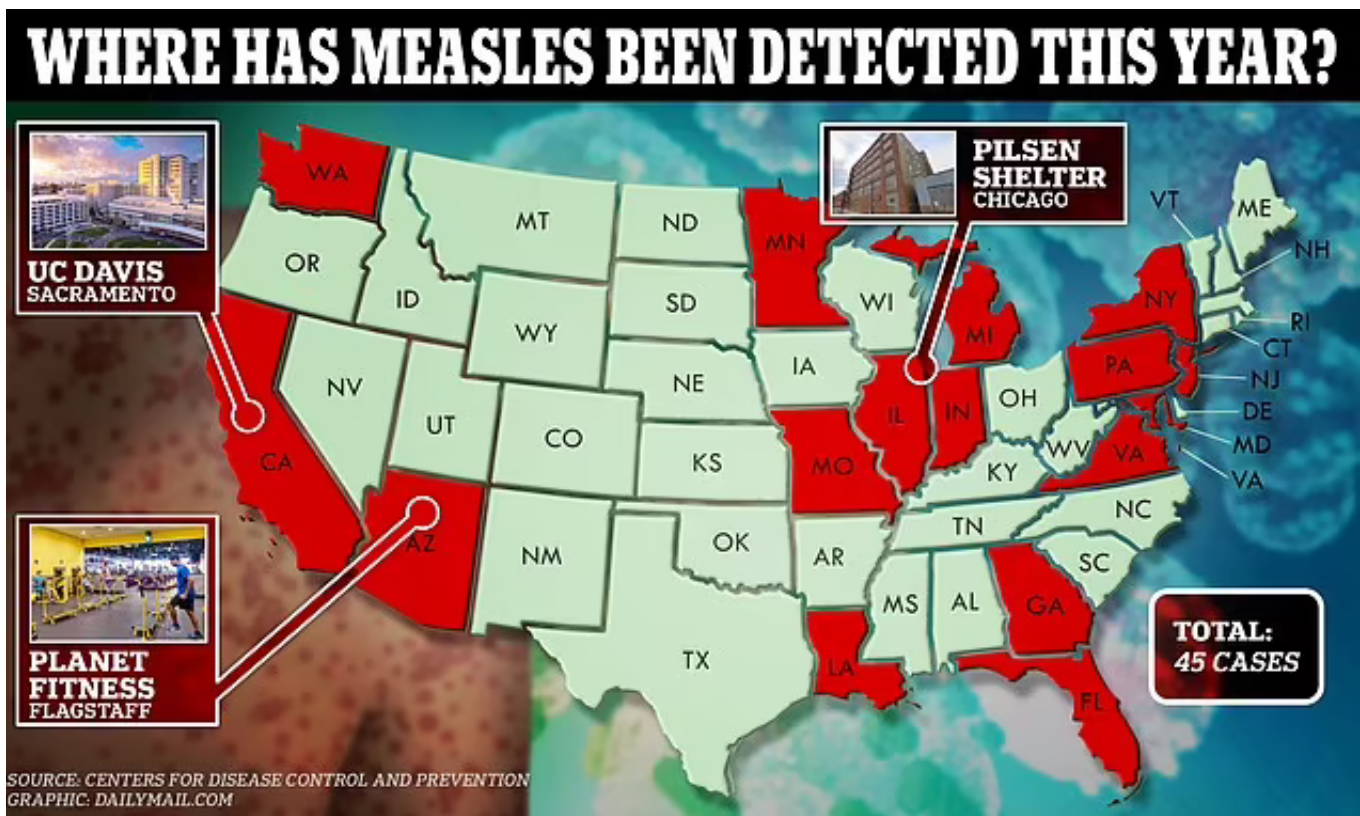 WHERE HAS MEASLES BEEN DETECTED THIS YEAR?
UC DAVIS
SACRAMENTO
PILSEN
SHELTER
CHICAGO
WA
MT
ND
MN
VT
ME
NH
OR
ID
SD
WI
NY
WY
MI
RI
CT
NV
NE
IA
PA
NJ
UT
CO
IL
IN
OH
DE
CA
KS
MO
WV
VA
MD
KY
VA
AZ
NM
OK
AR
TN
NC
SC
MS
AL
GA
TX
LA
FL
PLANET
FITNESS
FLAGSTAFF
TOTAL:
45 CASES
SOURCE: CENTERS FOR DISEASE CONTROL AND PREVENTION
GRAPHIC: DAILYMAIL.COM